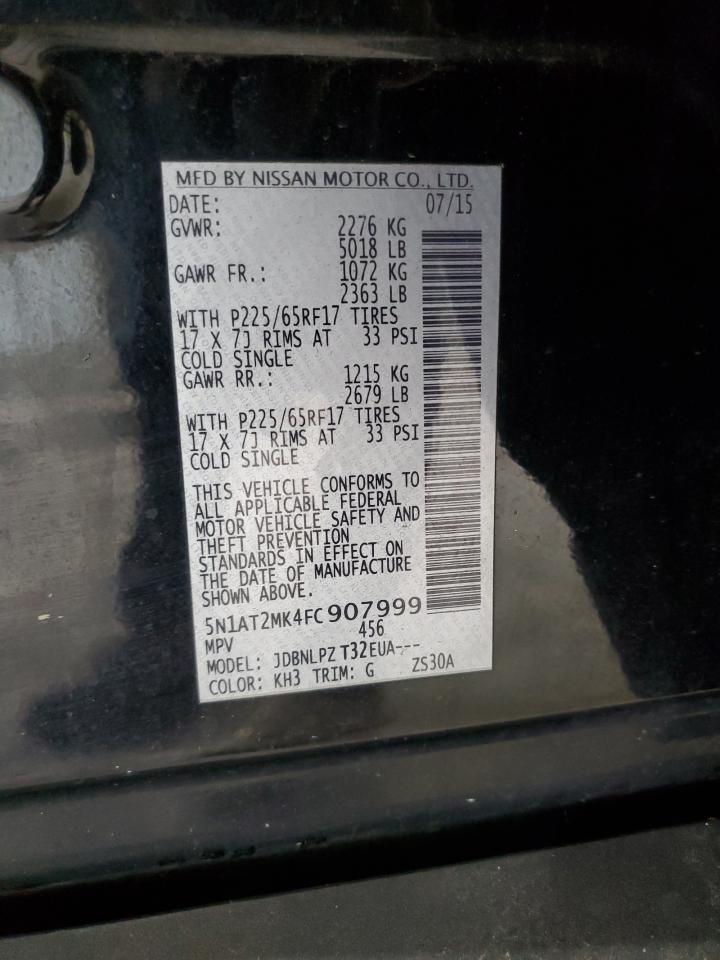 MFD BY NISSAN MOTOR CO., LTD.
DATE: 07/15
GVWR: 2276 KG
5018 LB
GAWR FR.: 1072 KG
2363 LB
WITH P225/65RF17 TIRES
17 X 7J RIMS AT 33 PSI
COLD SINGLE
GAWR RR.: 1215 KG
2679 LB
WITH P225/65RF17 TIRES
17 X 7J RIMS AT 33 PSI
COLD SINGLE
THIS VEHICLE CONFORMS TO
ALL APPLICABLE FEDERAL
MOTOR VEHICLE SAFETY AND
THEFT PREVENTION
STANDARDS IN EFFECT ON
THE DATE OF MANUFACTURE
SHOWN ABOVE.
5N1AT2MK4FC907999
MPV 456
MODEL: JDBNLPZ T32EUA---
COLOR: KH3 TRIM: G ZS30A